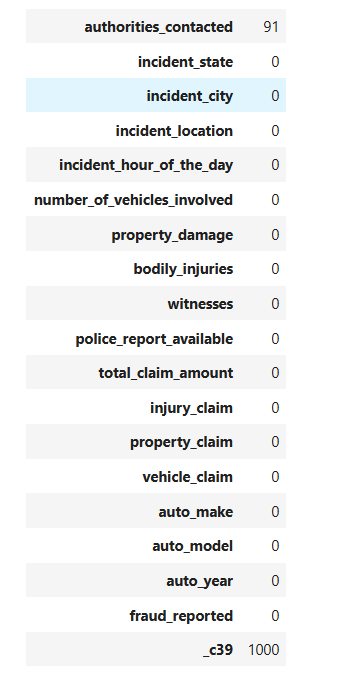 authorities_contacted 91
incident_state 0
incident_city 0
incident_location 0
incident_hour_of_the_day 0
number_of_vehicles_involved 0
property_damage 0
bodily_injuries 0
witnesses 0
police_report_available 0
total_claim_amount 0
injury_claim 0
property_claim 0
vehicle_claim 0
auto_make 0
auto_model 0
auto_year 0
fraud_reported 0
_c39 1000